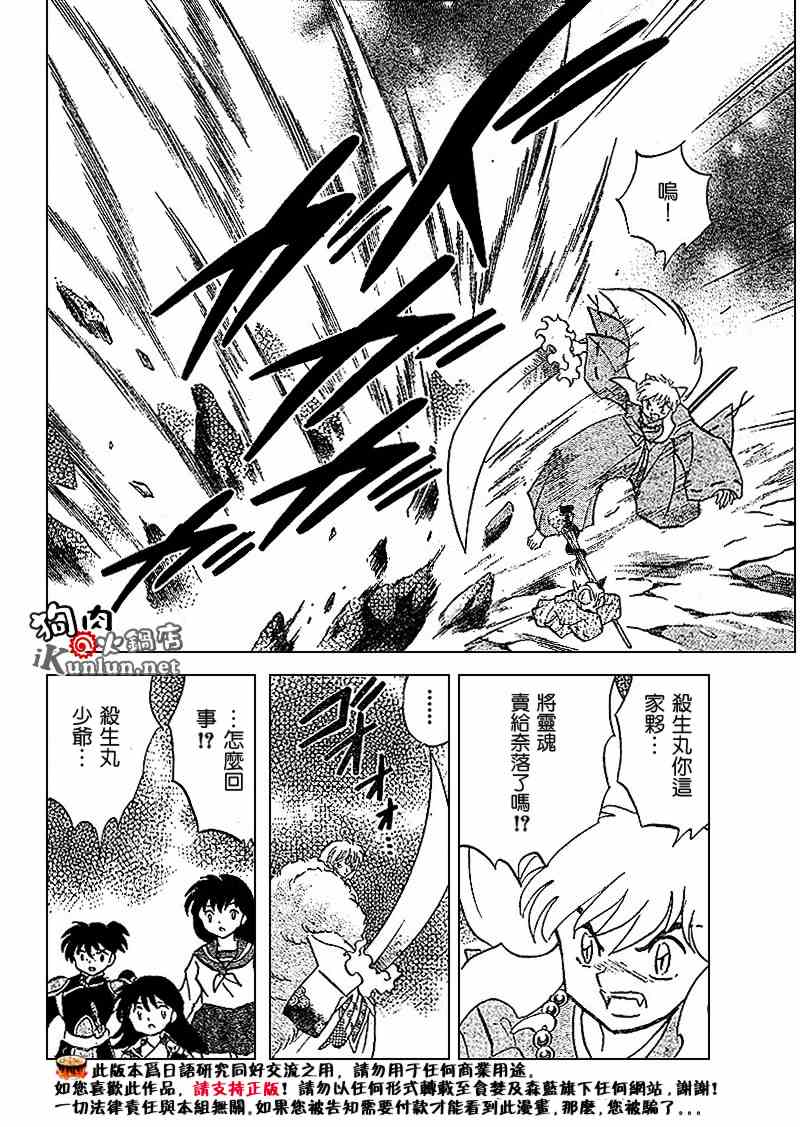 嗚!
殺生丸你這
家夥…
將靈魂
賣給奈落了嗎!?
……
ゴオオオ…
…怎麼回
事!?
殺生丸
少爺…
狗肉
火鍋店
iKunlun.net
此版本爲日語研究同好交流之用，請勿用于任何商業用途。
如您喜歡此作品，請支持正版！請勿以任何形式轉載至貪婪及森藍旗下任何網站，謝謝！
一切法律責任與本組無關，如果您被告知需要付款才能看到此漫畫，那麼，您被騙了。。。